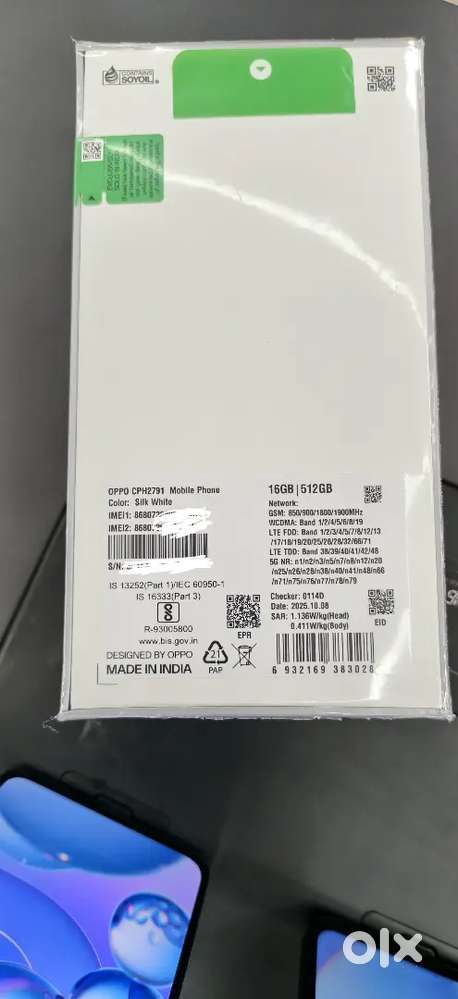 CONTAINS
SOYOIL
OPPO CPH2791 Mobile Phone
Color: Silk White
IMEI1: 868072
IMEI2: 8680
S/N:
IS 13252(Part 1)/IEC 60950-1
IS 16333(Part 3)
R-93005800
www.bis.gov.in
DESIGNED BY OPPO
MADE IN INDIA
21
PAP
EPR
16GB|512GB
Network:
GSM: 850/900/1800/1900MHz
WCDMA: Band 1/2/4/5/6/8/19
LTE FDD: Band 1/2/3/4/5/7/8/12/13
/17/18/19/20/25/26/28/32/66/71
LTE TDD: Band 38/39/40/41/42/48
5G NR: n1/n2/n3/n5/n7/n8/n12/n20
/n25/n26/n28/n38/n40/n41/n48/n66
/n71/n75/n76/n77/n78/n79
Checker: 0114D
Date: 2025.10.08
SAR: 1.136W/kg(Head)
0.411W/kg(Body)
EID
6 932169 383028
olx